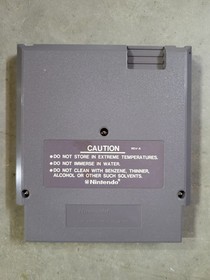 CAUTION
●DO NOT STORE IN EXTREME TEMPERATURES.
●DO NOT IMMERSE IN WATER.
●DO NOT CLEAN WITH BENZENE, THINNER,
ALCOHOL OR OTHER SUCH SOLVENTS.
Nintendo®